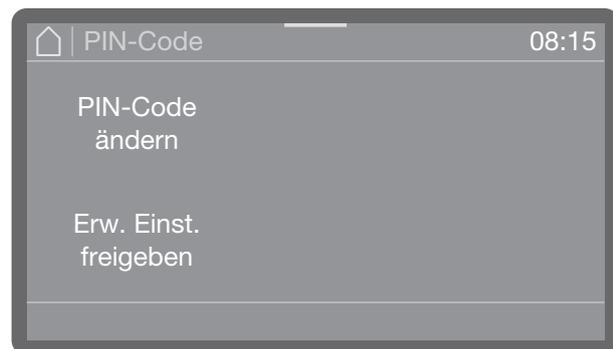 PIN-Code 08:15
PIN-Code
ändern
Erw. Einst.
freigeben